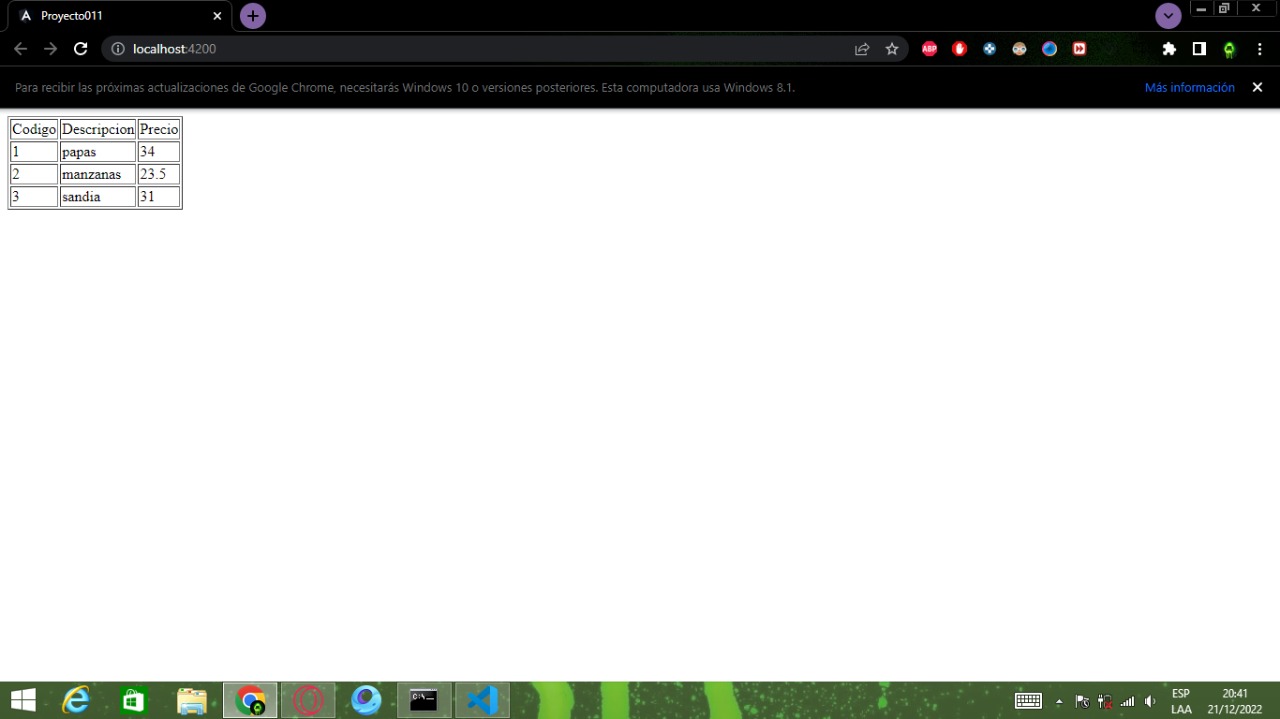 Proyecto011
localhost:4200
ABP
Para recibir las próximas actualizaciones de Google Chrome, necesitarás Windows 10 o versiones posteriores. Esta computadora usa Windows 8.1.
Más información
Codigo Descripcion Precio
1 papas 34
2 manzanas 23.5
3 sandia 31
ESP 20:41
LAA 21/12/2022